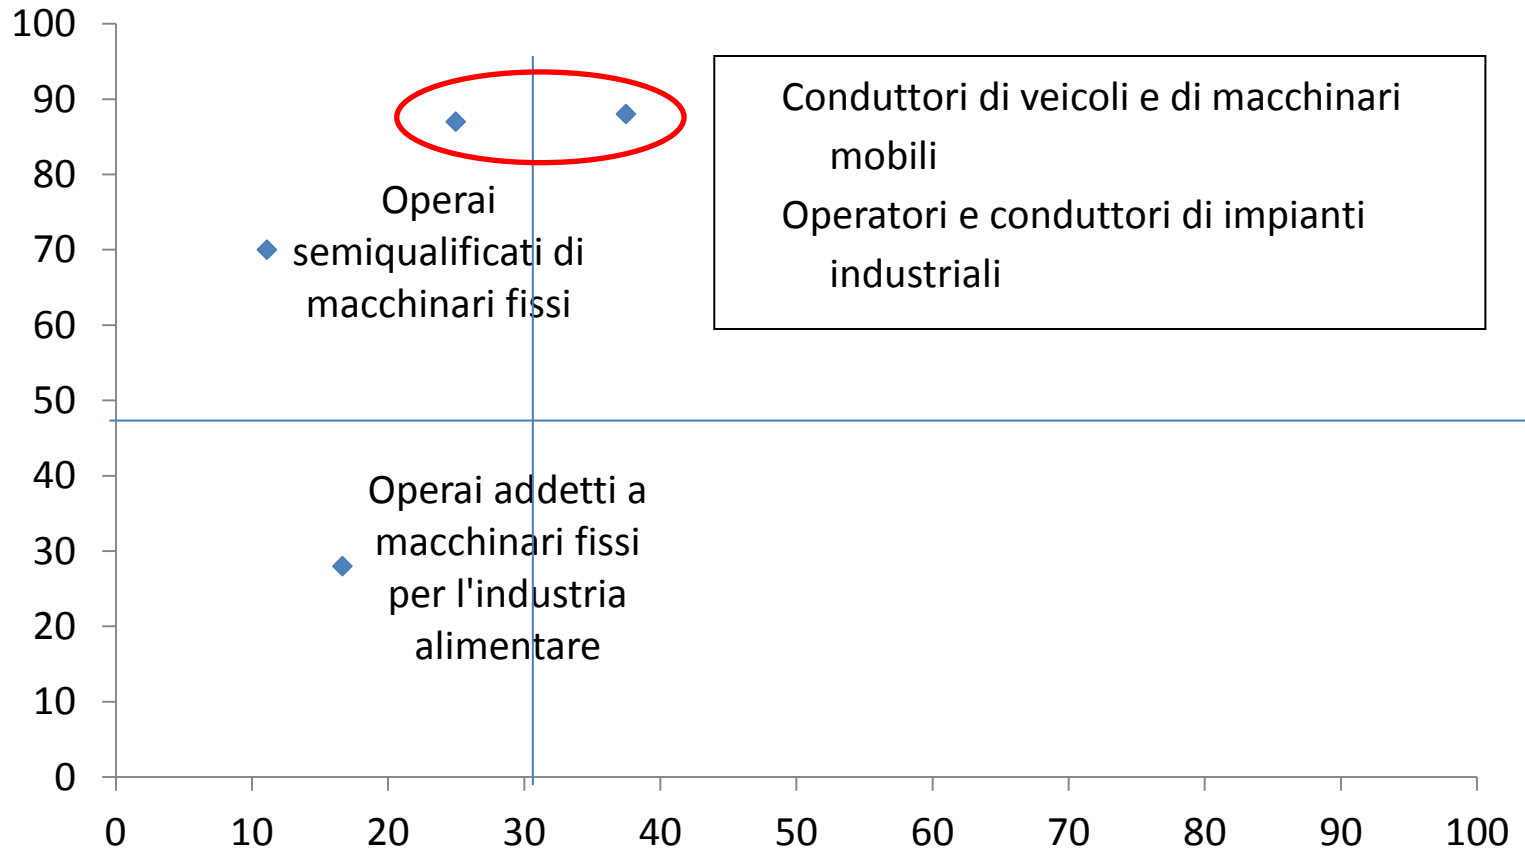 100
90
80
70
60
50
40
30
20
10
0
0 10 20 30 40 50 60 70 80 90 100
Operai
semiqualificati di
macchinari fissi
Conduttori di veicoli e di macchinari
mobili
Operatori e conduttori di impianti
industriali
Operai addetti a
macchinari fissi
per l'industria
alimentare